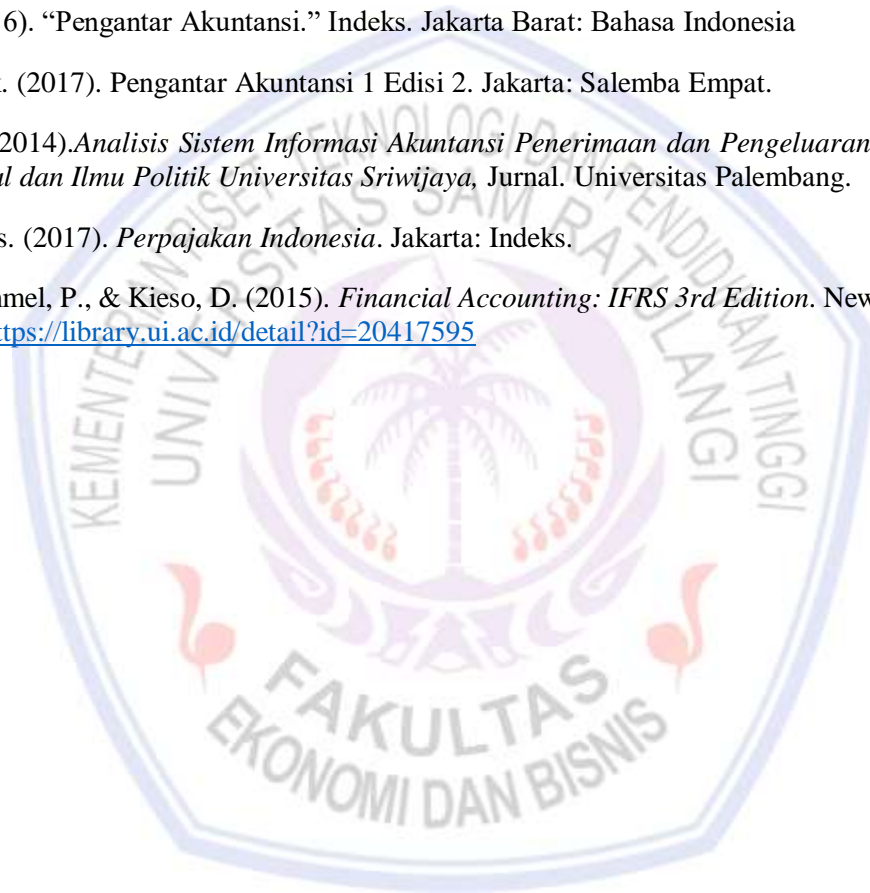 6). “Pengantar Akuntansi.” Indeks. Jakarta Barat: Bahasa Indonesia
. (2017). Pengantar Akuntansi 1 Edisi 2. Jakarta: Salemba Empat.
2014).Analisis Sistem Informasi Akuntansi Penerimaan dan Pengeluaran
dan Ilmu Politik Universitas Sriwijaya, Jurnal. Universitas Palembang.
s. (2017). Perpajakan Indonesia. Jakarta: Indeks.
nmel, P., & Kieso, D. (2015). Financial Accounting: IFRS 3rd Edition. New
ttps://library.ui.ac.id/detail?id=20417595
KEMENTERIAN RISET TEKNOLOGI DAN PENDIDIKAN TINGGI
UNIVERSITAS SAM RATULANGI
FAKULTAS
EKONOMI DAN BISNIS